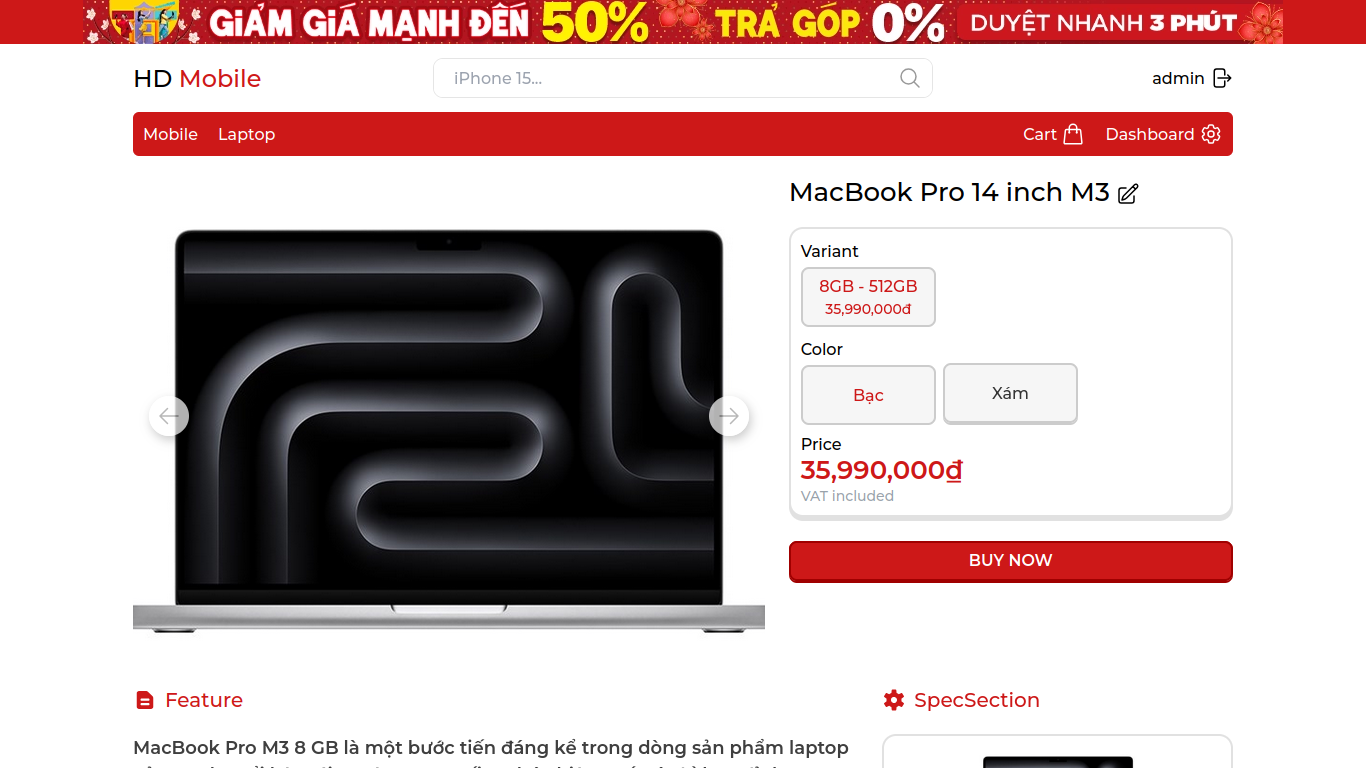 GiẢM GiÁ MẠNH ĐẾN 50% TRẢ GÓP 0% DUYỆT NHANH 3 PHÚT
HD Mobile
iPhone 15...
admin
Mobile Laptop Cart Dashboard
MacBook Pro 14 inch M3
Variant
8GB - 512GB
35,990,000đ
Color
Bạc Xám
Price
35,990,000₫
VAT included
BUY NOW
Feature
SpecSection
MacBook Pro M3 8 GB là một bước tiến đáng kể trong dòng sản phẩm laptop